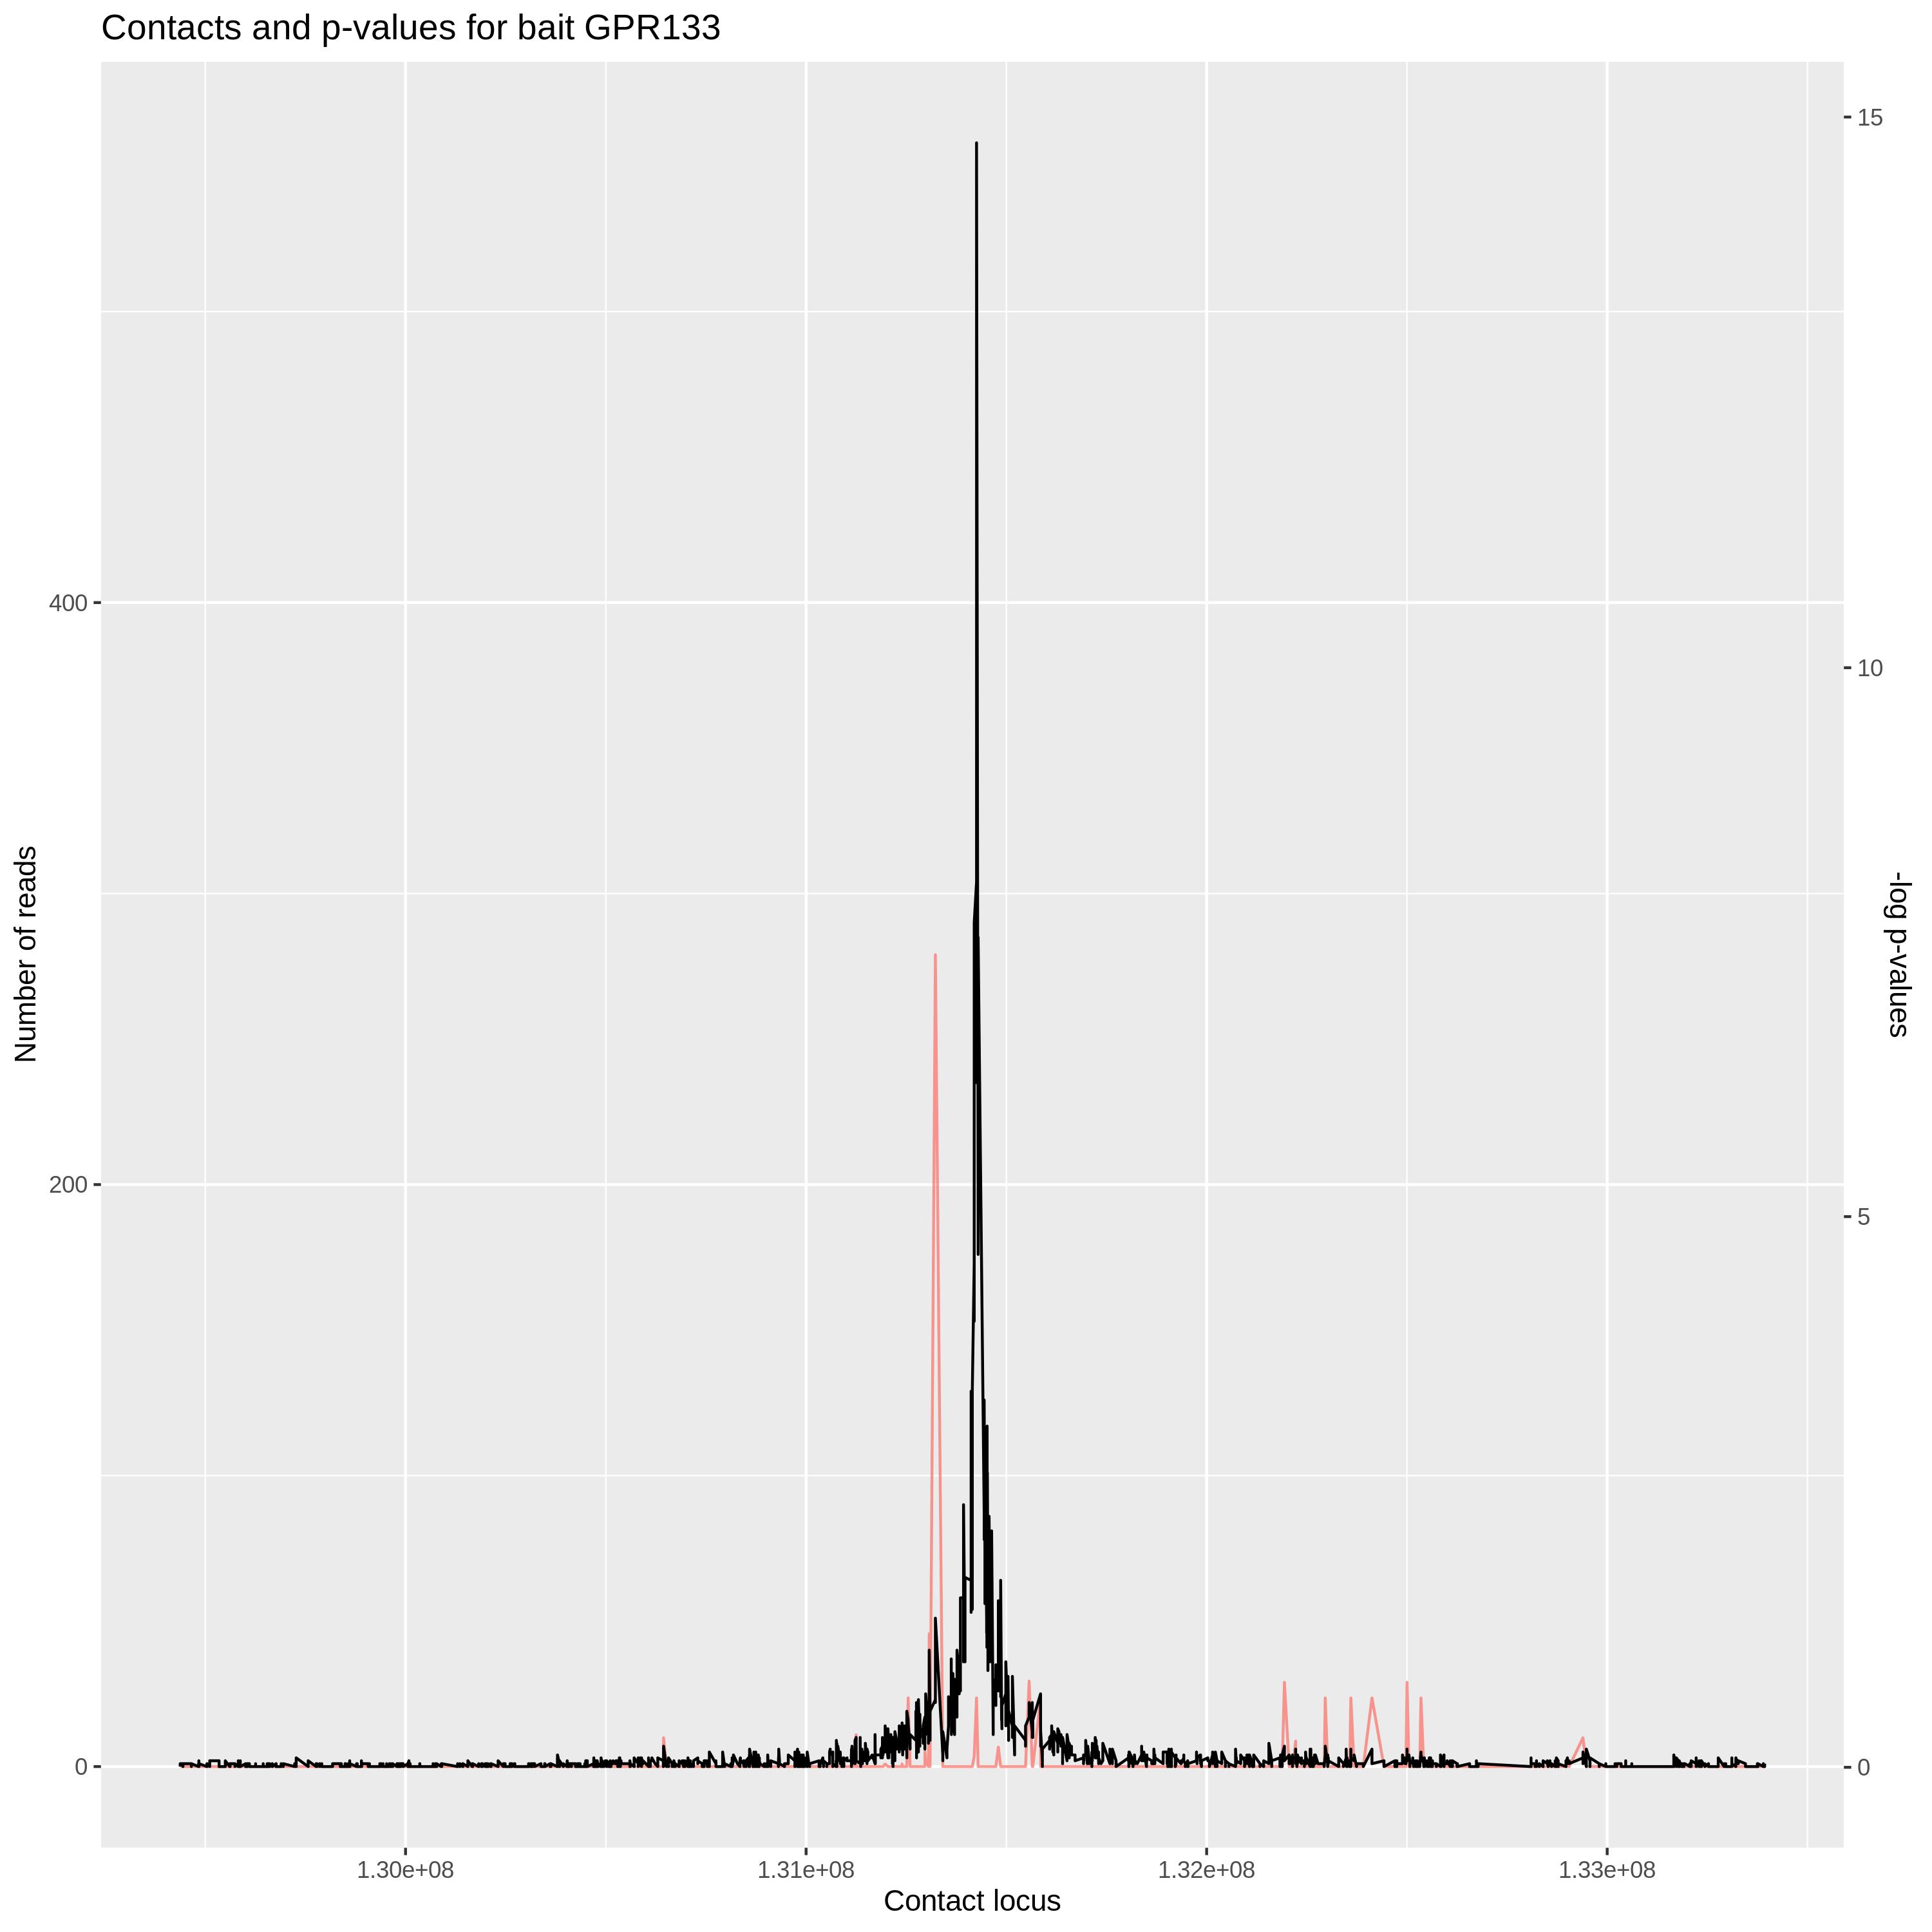 Contacts and p-values for bait GPR133
15
400
10
Number of reads
-log p-values
200
5
0
0
1.30e+08
1.31e+08
1.32e+08
1.33e+08
Contact locus